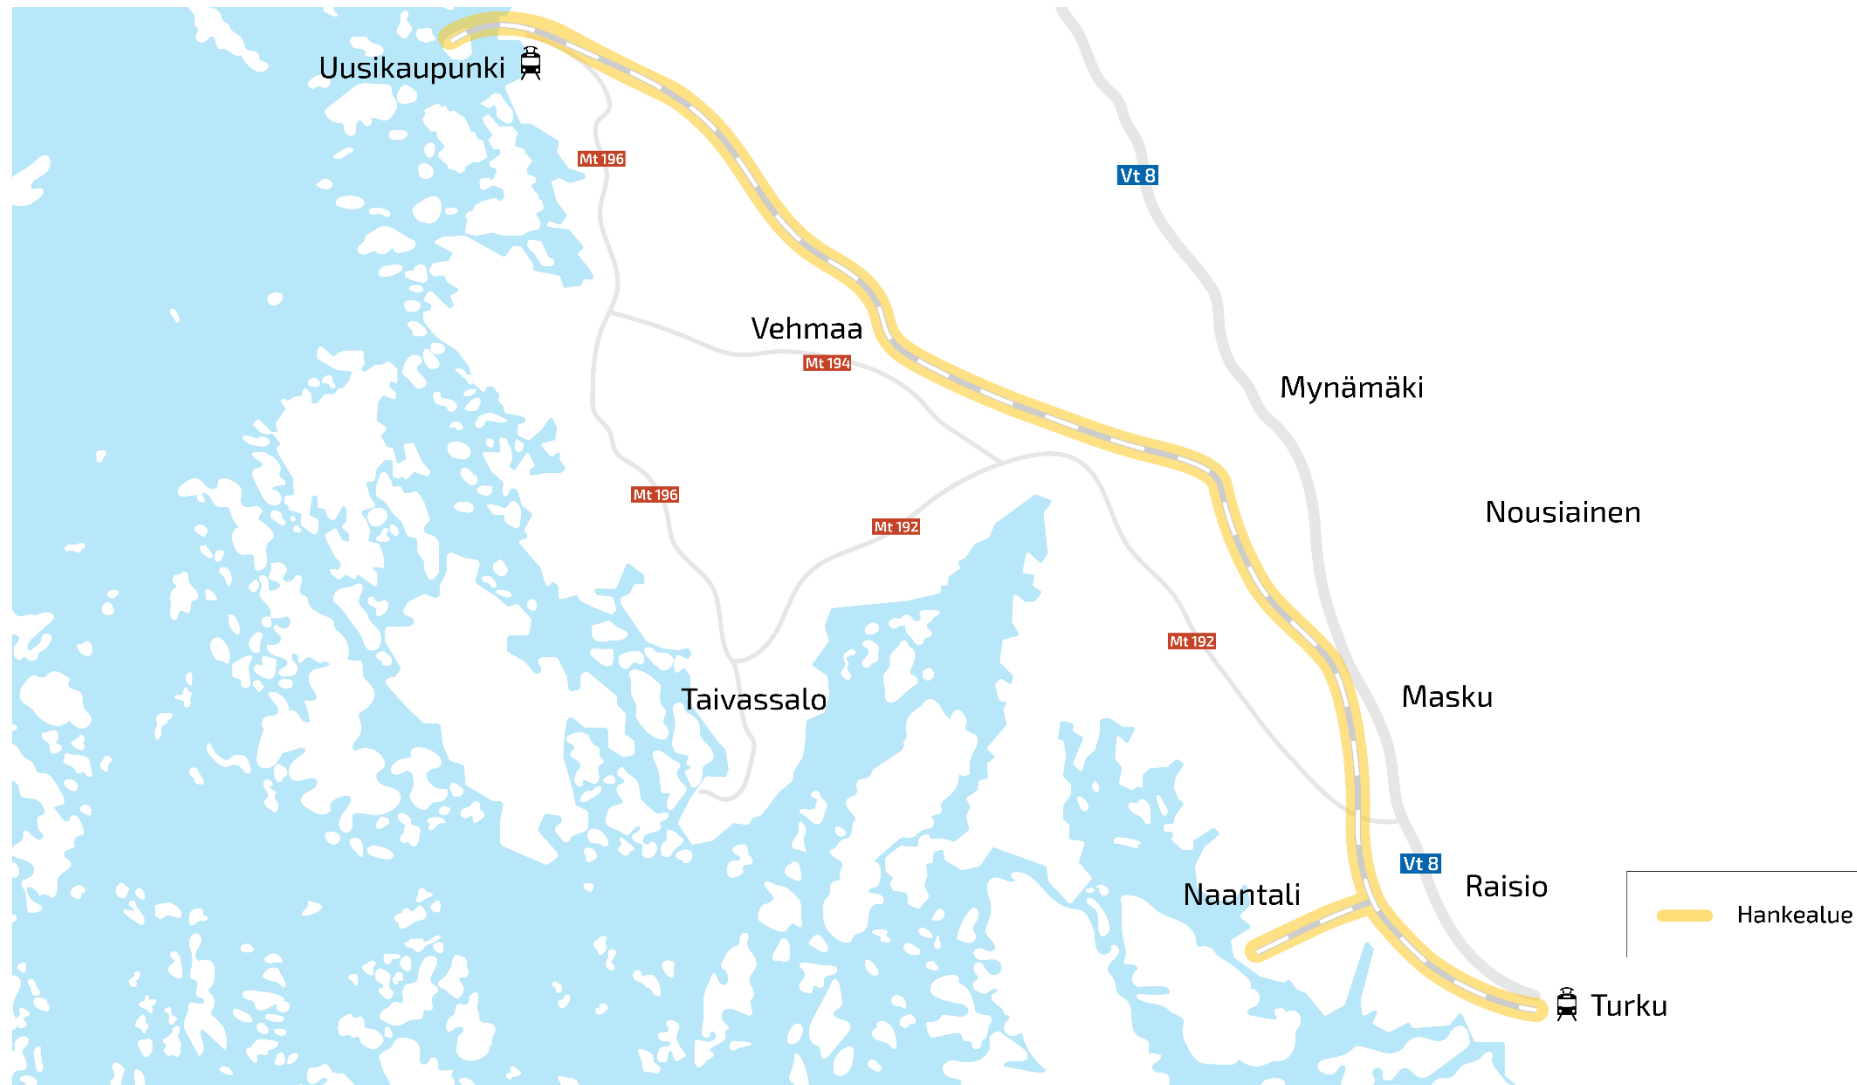 Uusikaupunki
Mt 196
Vt 8
Vehmaa
Mt 194
Mynämäki
Mt 196
Nousiainen
Mt 192
Mt 192
Taivassalo
Masku
Vt 8
Naantali
Raisio
Hankealue
Turku